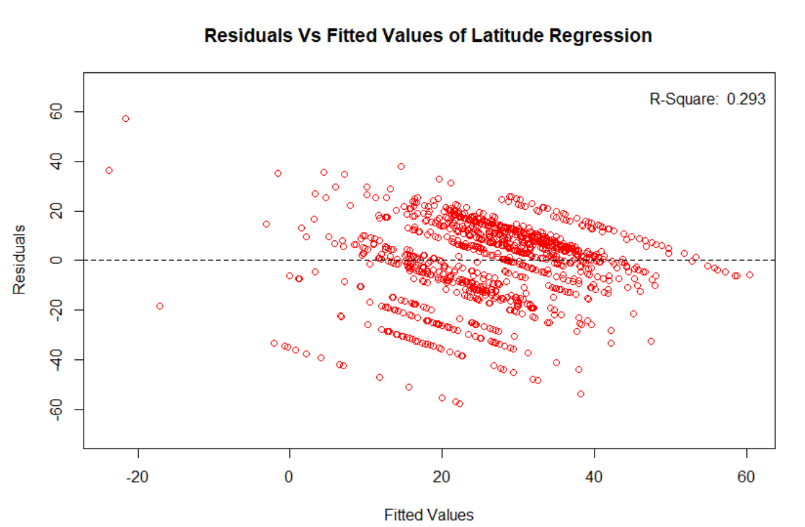 Residuals Vs Fitted Values of Latitude Regression
R-Square: 0.293
60
40
20
0
-20
-40
-60
Residuals
-20 0 20 40 60
Fitted Values